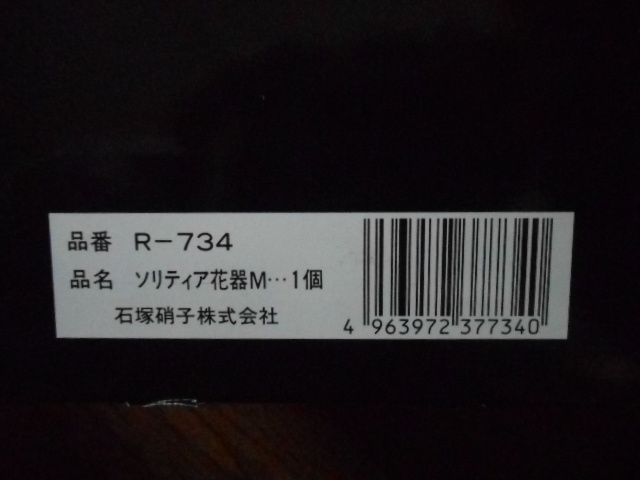 品番 R-734
品名 ソリティア花器M…1個
石塚硝子株式会社
4 963972 377340